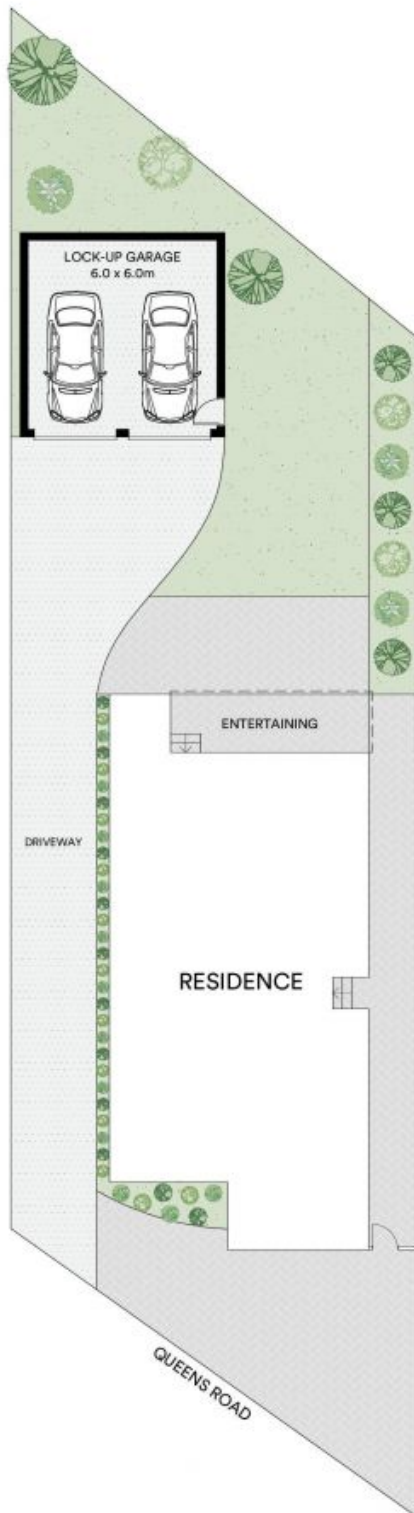 LOCK-UP GARAGE
6.0 x 6.0m
ENTERTAINING
DRIVEWAY
RESIDENCE
QUEENS ROAD